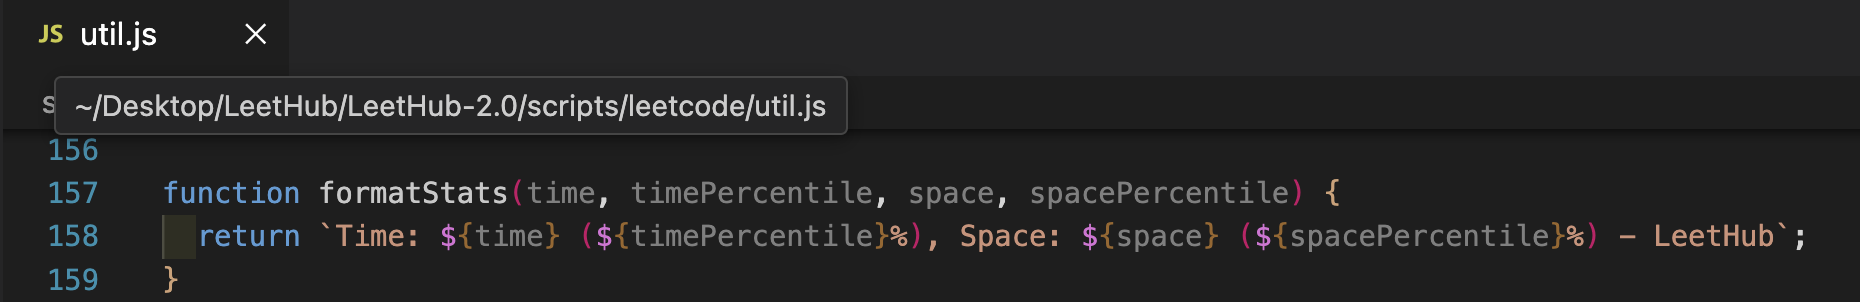 JS util.js ×
S
~/Desktop/LeetHub/LeetHub-2.0/scripts/leetcode/util.js
156
157 function formatStats(time, timePercentile, space, spacePercentile) {
158 return `Time: ${time} (${timePercentile}%), Space: ${space} (${spacePercentile}%) - LeetHub`;
159 }